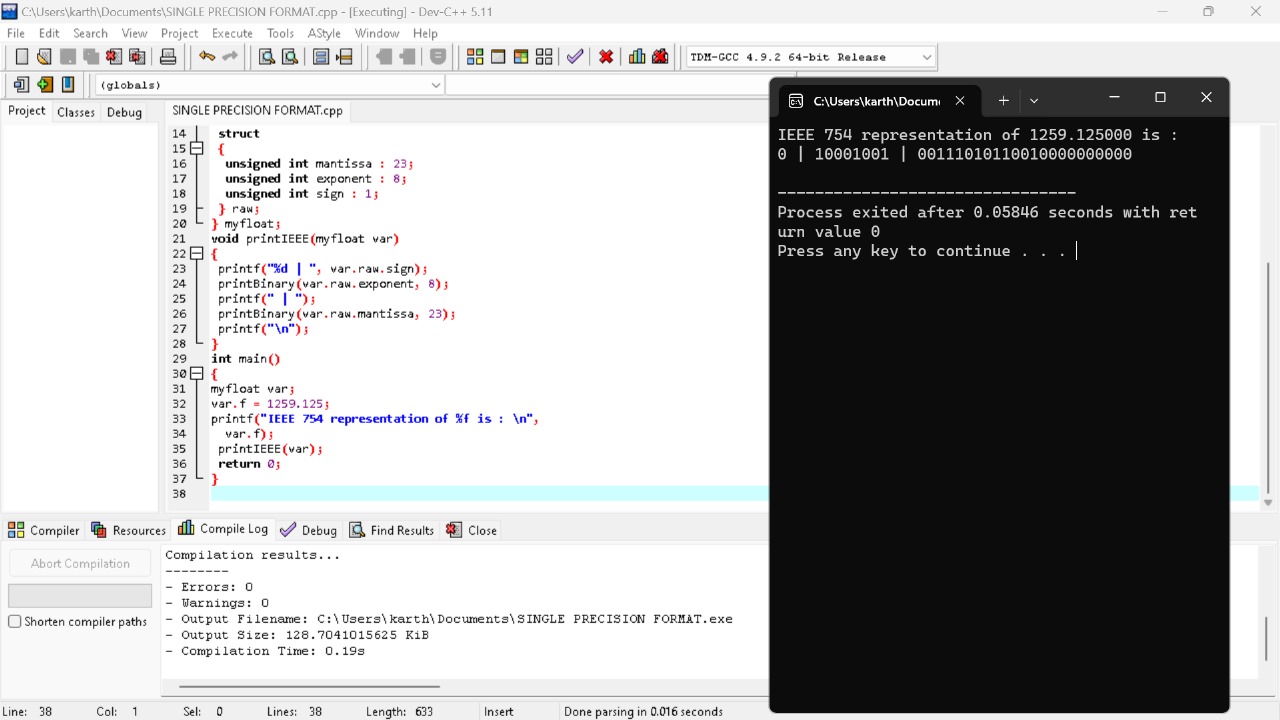 C:\Users\karth\Documents\SINGLE PRECISION FORMAT.cpp - [Executing] - Dev-C++ 5.11
File Edit Search View Project Execute Tools AStyle Window Help
TDM-GCC 4.9.2 64-bit Release
(globals)
Project Classes Debug
SINGLE PRECISION FORMAT.cpp
14 struct
15 {
16 unsigned int mantissa : 23;
17 unsigned int exponent : 8;
18 unsigned int sign : 1;
19 } raw;
20 } myfloat;
21 void printIEEE(myfloat var)
22 {
23 printf("%d | ", var.raw.sign);
24 printBinary(var.raw.exponent, 8);
25 printf(" | ");
26 printBinary(var.raw.mantissa, 23);
27 printf("\n");
28 }
29 int main()
30 {
31 myfloat var;
32 var.f = 1259.125;
33 printf("IEEE 754 representation of %f is : \n",
34 var.f);
35 printIEEE(var);
36 return 0;
37 }
38
C:\Users\karth\Docum
IEEE 754 representation of 1259.125000 is :
0 | 10001001 | 00111010110010000000000
--------------------------------
Process exited after 0.05846 seconds with ret
urn value 0
Press any key to continue . . .
Compiler Resources Compile Log Debug Find Results Close
Abort Compilation
Shorten compiler paths
Compilation results...
--------
- Errors: 0
- Warnings: 0
- Output Filename: C:\Users\karth\Documents\SINGLE PRECISION FORMAT.exe
- Output Size: 128.7041015625 KiB
- Compilation Time: 0.19s
Line: 38 Col: 1 Sel: 0 Lines: 38 Length: 633 Insert Done parsing in 0.016 seconds